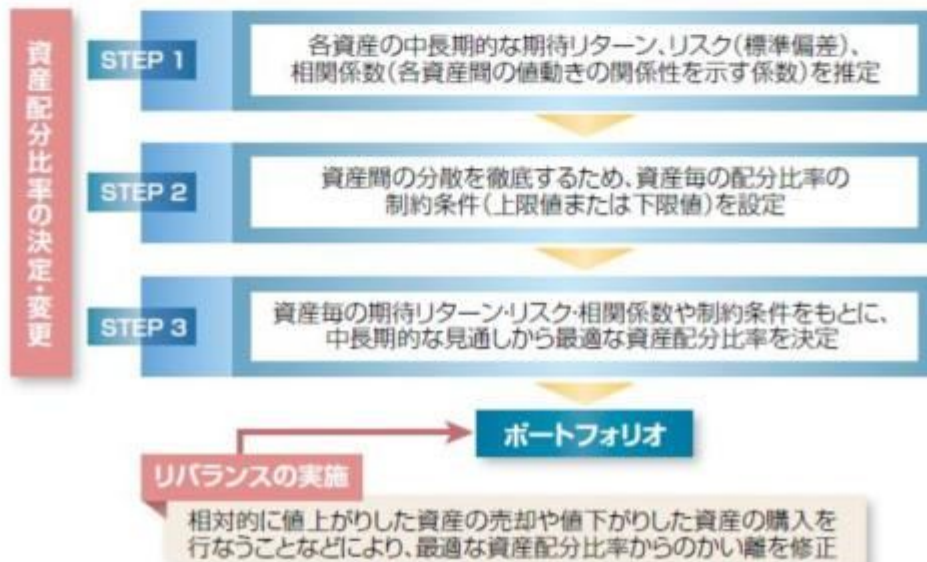 資産配分比率の決定・変更
STEP 1
各資産の中長期的な期待リターン、リスク(標準偏差)、
相関係数(各資産間の値動きの関係性を示す係数)を推定
STEP 2
資産間の分散を徹底するため、資産毎の配分比率の
制約条件(上限値または下限値)を設定
STEP 3
資産毎の期待リターン・リスク・相関係数や制約条件をもとに、
中長期的な見通しから最適な資産配分比率を決定
ポートフォリオ
リバランスの実施
相対的に値上がりした資産の売却や値下がりした資産の購入を
行なうことなどにより、最適な資産配分比率からのかい離を修正